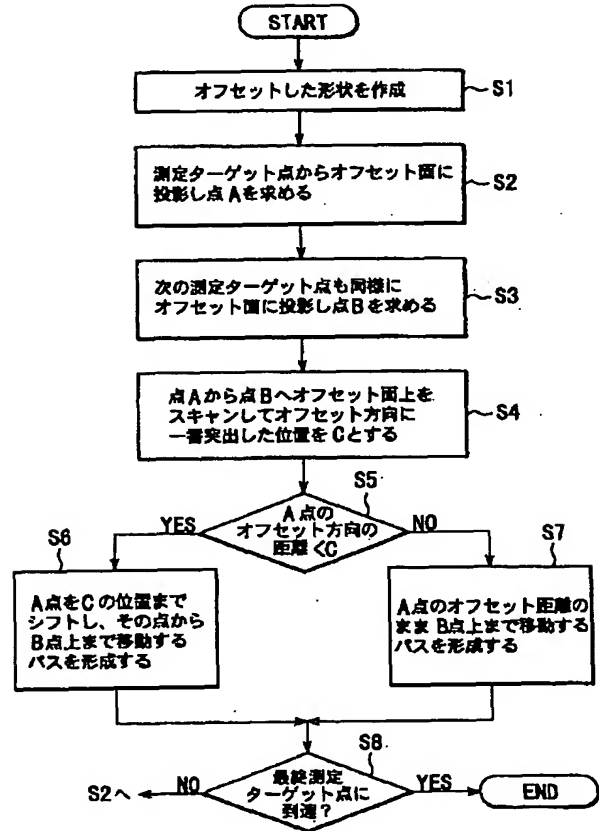 START
オフセットした形状を作成
S1
測定ターゲット点からオフセット面に
投影し点Aを求める
S2
次の測定ターゲット点も同様に
オフセット面に投影し点Bを求める
S3
点Aから点Bへオフセット面上を
スキャンしてオフセット方向に
一番突出した位置をCとする
S4
S5
A点の
オフセット方向の
距離<C
YES
NO
S6
A点をCの位置まで
シフトし、その点から
B点上まで移動する
パスを形成する
S7
A点のオフセット距離の
ままB点上まで移動する
パスを形成する
S8
最終測定
ターゲット点に
到達？
NO
S2へ
YES
END